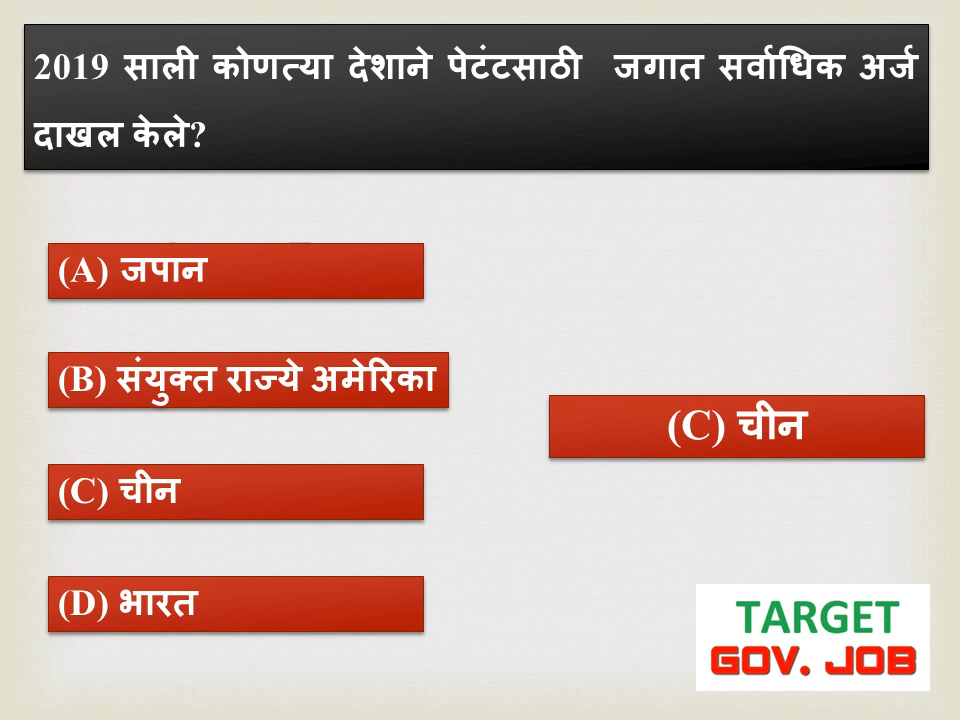 2019 साली कोणत्या देशाने पेटंटसाठी जगात सर्वाधिक अर्ज
दाखल केले?
(A) जपान
(B) संयुक्त राज्ये अमेरिका
(C) चीन
(C) चीन
(D) भारत
TARGET
GOV. JOB